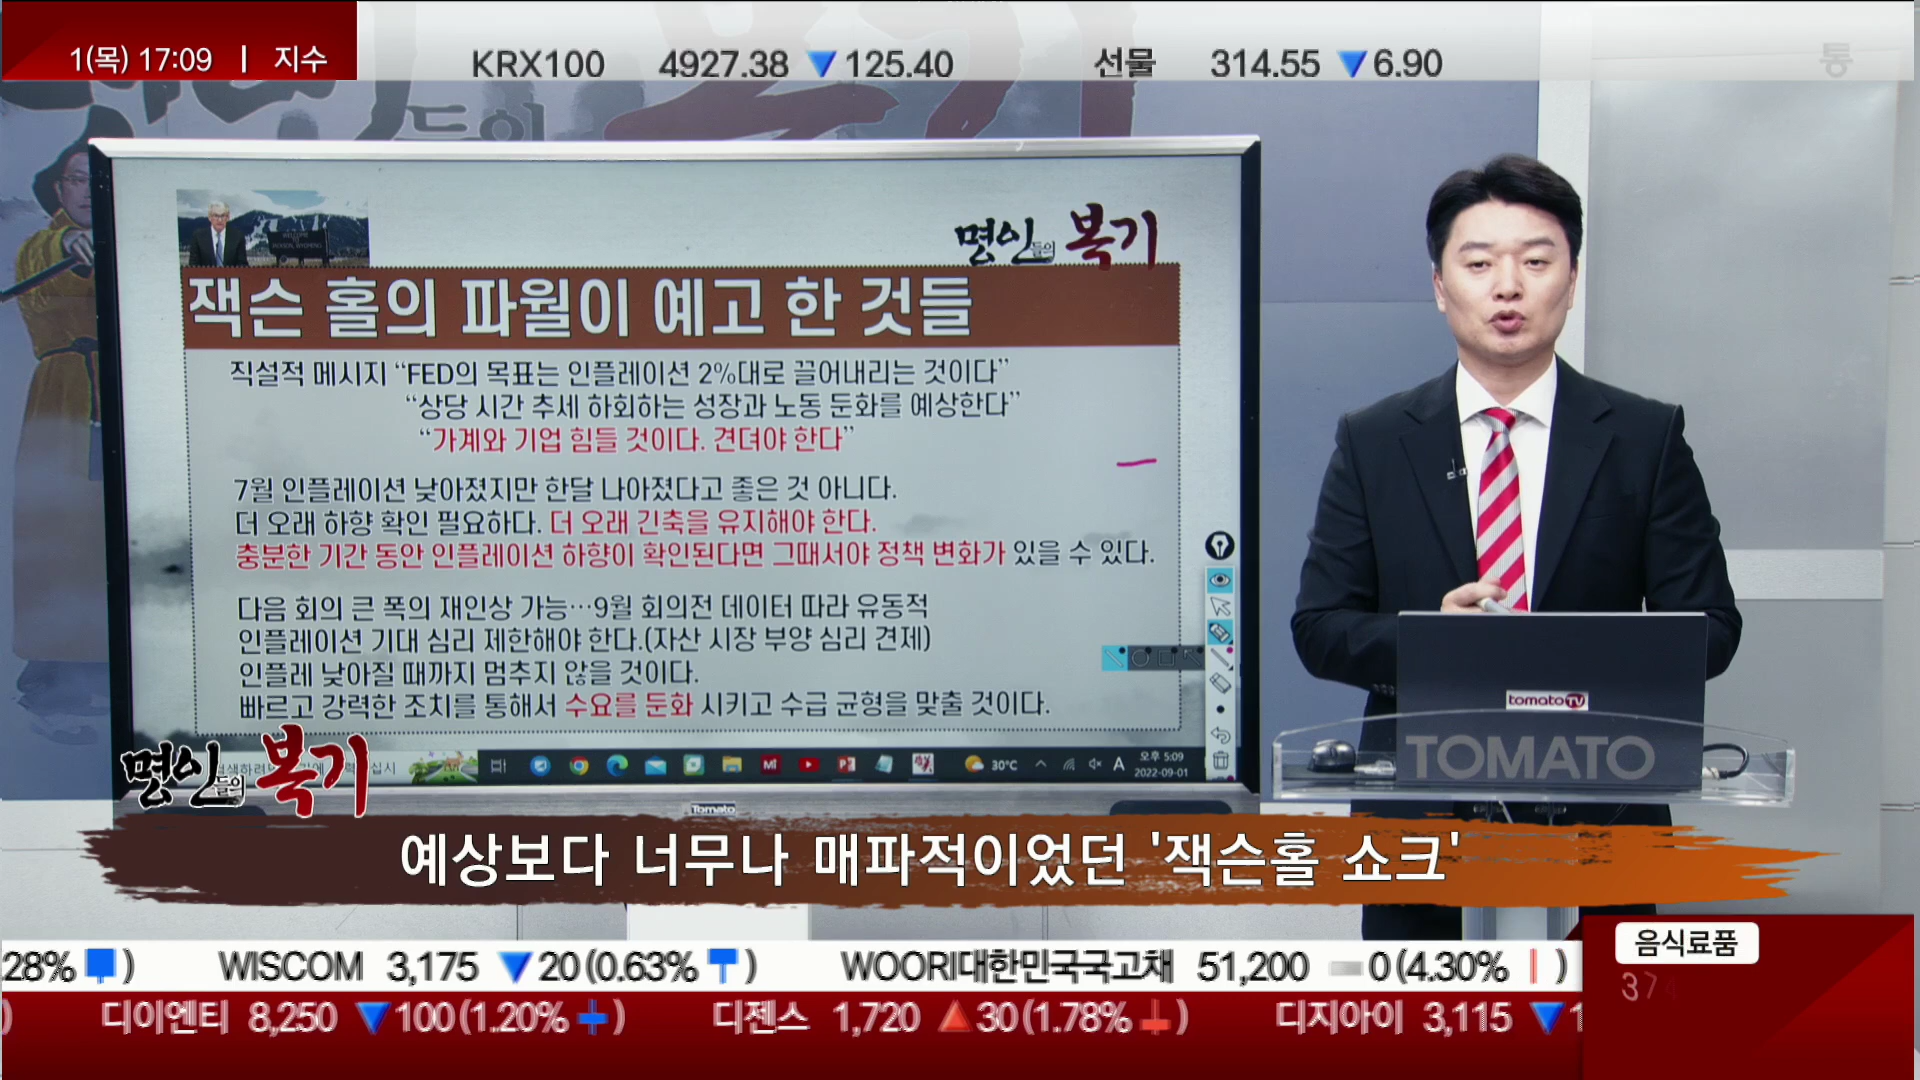 1(목) 17:09 | 지수
KRX100 4927.38 ▼125.40 선물 314.55 ▼6.90
통
명인들의 복기
잭슨 홀의 파월이 예고 한 것들
직설적 메시지 “FED의 목표는 인플레이션 2%대로 끌어내리는 것이다”
“상당 시간 추세 하회하는 성장과 노동 둔화를 예상한다”
“가계와 기업 힘들 것이다. 견뎌야 한다”
7월 인플레이션 낮아졌지만 한달 나아졌다고 좋은 것 아니다.
더 오래 하향 확인 필요하다. 더 오래 긴축을 유지해야 한다.
충분한 기간 동안 인플레이션 하향이 확인된다면 그때서야 정책 변화가 있을 수 있다.
다음 회의 큰 폭의 재인상 가능…9월 회의전 데이터 따라 유동적
인플레이션 기대 심리 제한해야 한다.(자산 시장 부양 심리 견제)
인플레 낮아질 때까지 멈추지 않을 것이다.
빠르고 강력한 조치를 통해서 수요를 둔화 시키고 수급 균형을 맞출 것이다.
30°C A 오후 5:09
2022-09-01
Tomato
tomatoTV
TOMATO
명인들의 복기
예상보다 너무나 매파적이었던 '잭슨홀 쇼크'
.28% ) WISCOM 3,175 ▼20(0.63% ) WOORI대한민국국고채 51,200 0(4.30% )
음식료품
37
) 디이엔티 8,250 ▼100(1.20% ) 디젠스 1,720 ▲30(1.78% ) 디지아이 3,115 ▼1